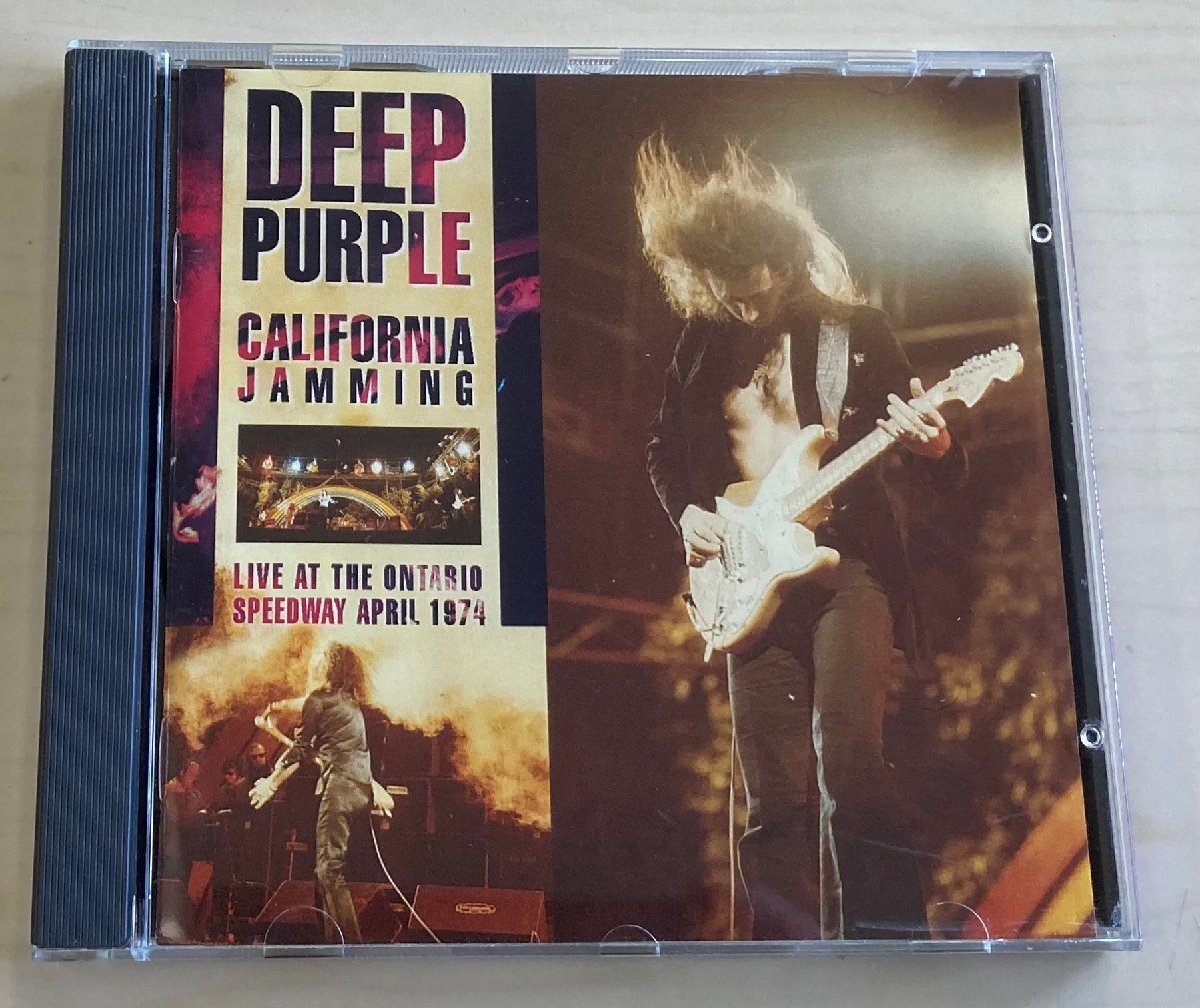 DEEP
PURPLE
CALIFORNIA
JAMMING
LIVE AT THE ONTARIO
SPEEDWAY APRIL 1974